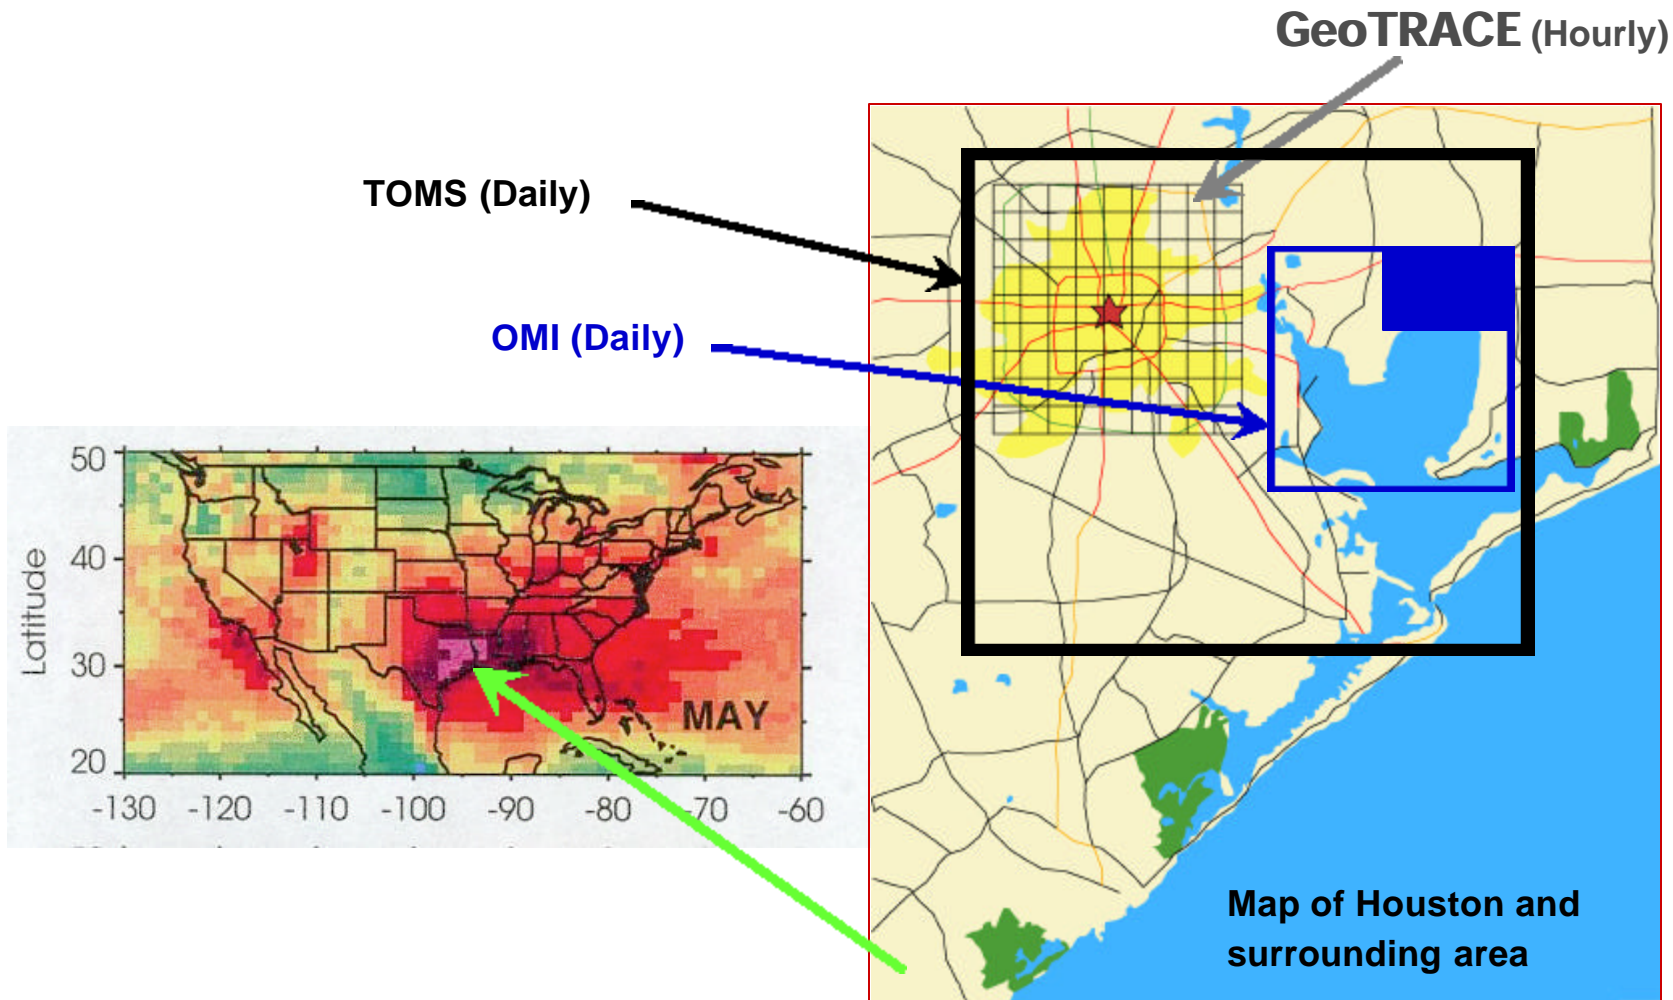 GeoTRACE (Hourly)
TOMS (Daily)
OMI (Daily)
Latitude
50
40
30
20
MAY
-130 -120 -110 -100 -90 -80 -70 -60
Map of Houston and
surrounding area